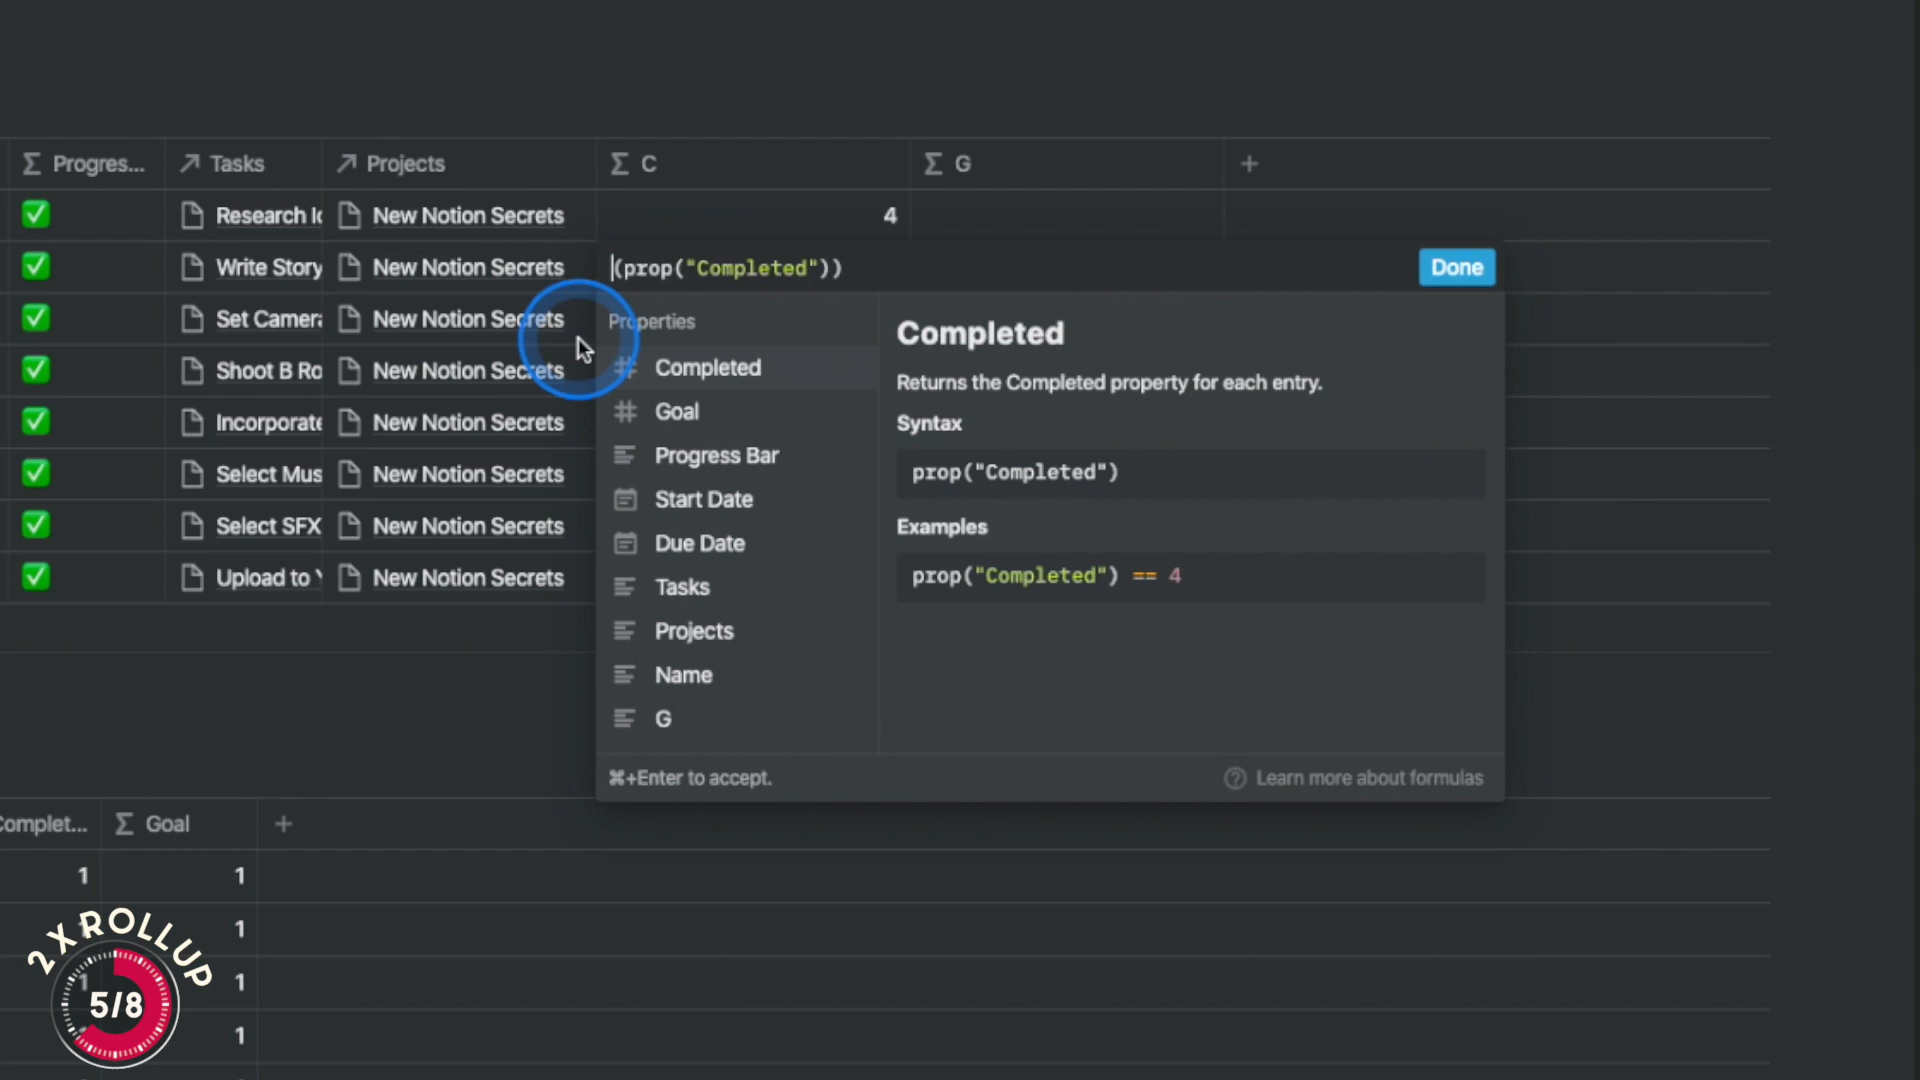 Σ Progres... ↗ Tasks ↗ Projects Σ C Σ G +
✅ Research New Notion Secrets 4
✅ Write Story New Notion Secrets
✅ Set Camera New Notion Secrets
✅ Shoot B Ro New Notion Secrets
✅ Incorporate New Notion Secrets
✅ Select Mus New Notion Secrets
✅ Select SFX New Notion Secrets
✅ Upload to New Notion Secrets
(prop("Completed"))
Done
Properties
# Completed
# Goal
Progress Bar
Start Date
Due Date
Tasks
Projects
Name
G
Completed
Returns the Completed property for each entry.
Syntax
prop("Completed")
Examples
prop("Completed") == 4
⌘+Enter to accept.
Learn more about formulas
Complet... Σ Goal +
1 1
1
1
1
2X ROLLUP
5/8